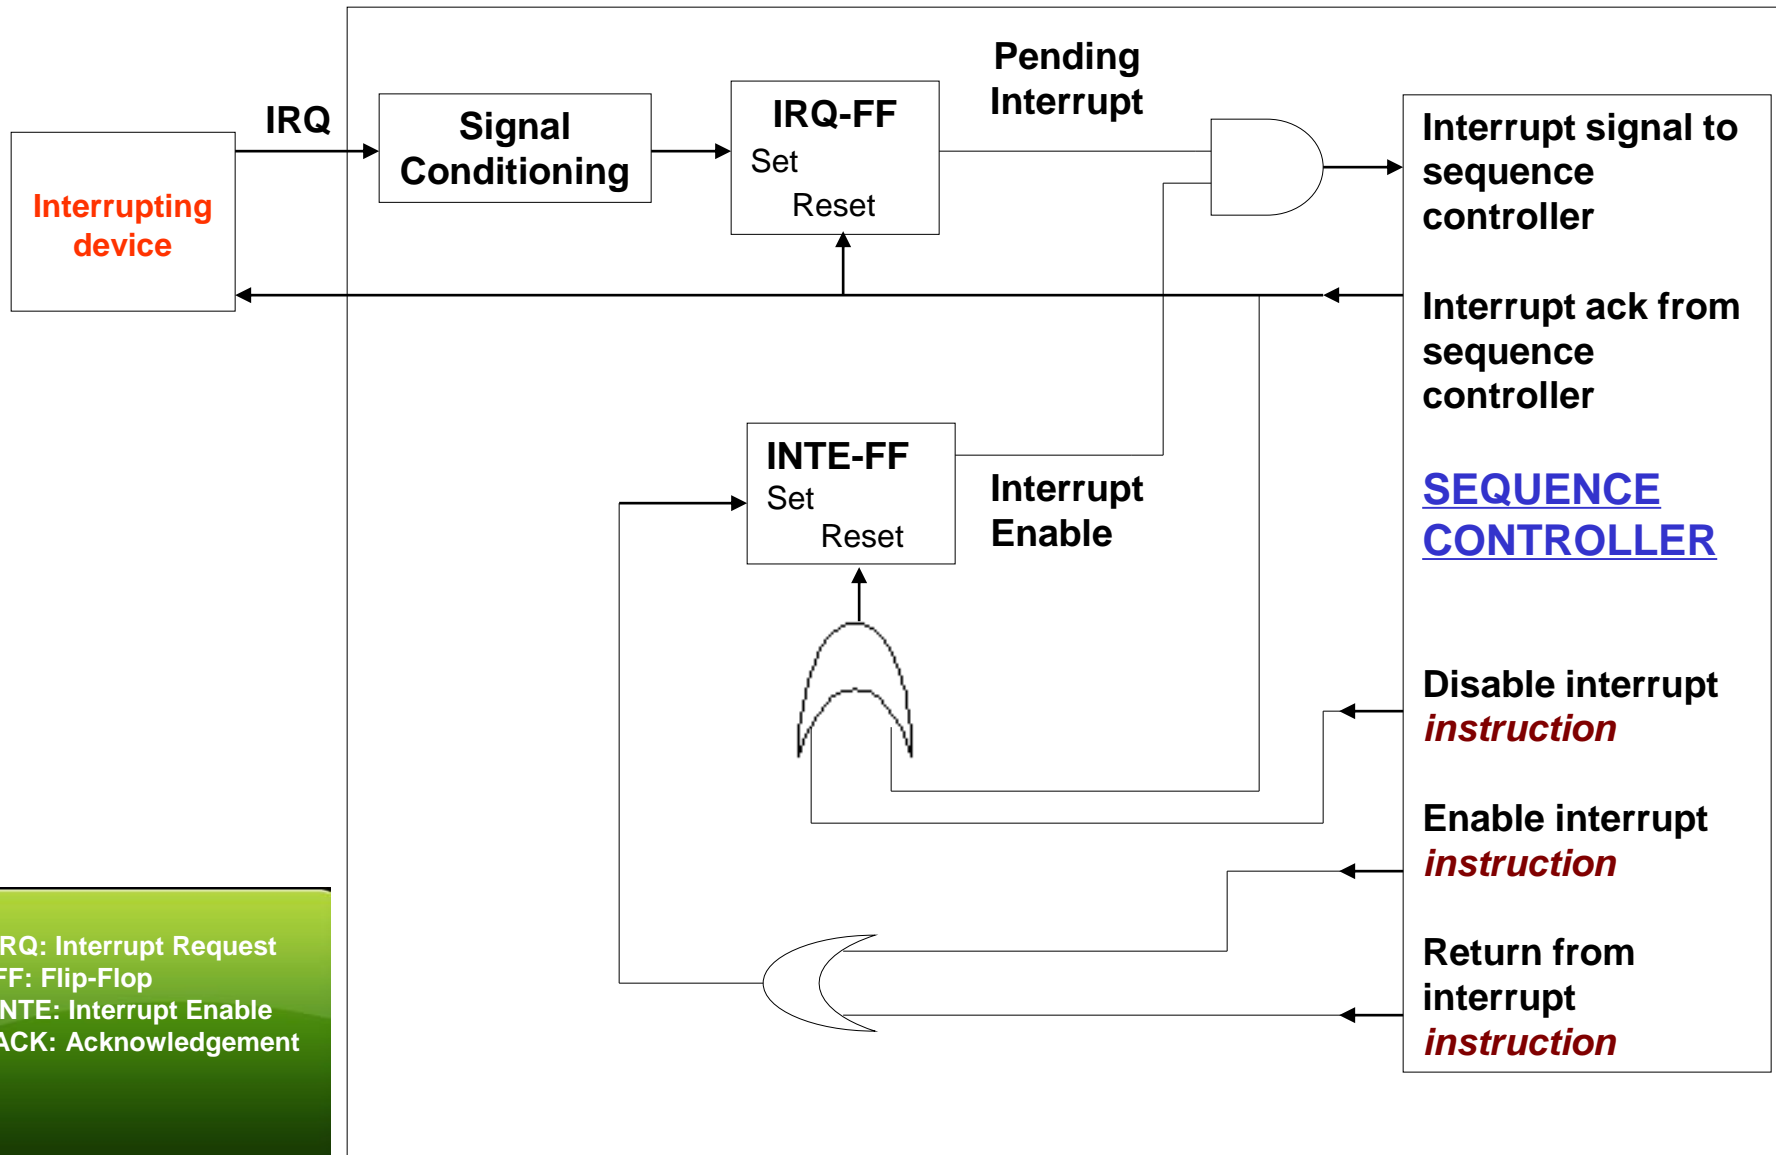 Pending
Interrupt
IRQ
Signal
Conditioning
IRQ-FF
Set
Reset
Interrupting
device
Interrupt signal to
sequence
controller
Interrupt ack from
sequence
controller
INTE-FF
Set
Reset
Interrupt
Enable
SEQUENCE
CONTROLLER
Disable interrupt
instruction
Enable interrupt
instruction
Return from
interrupt
instruction
RQ: Interrupt Request
FF: Flip-Flop
NTE: Interrupt Enable
ACK: Acknowledgement